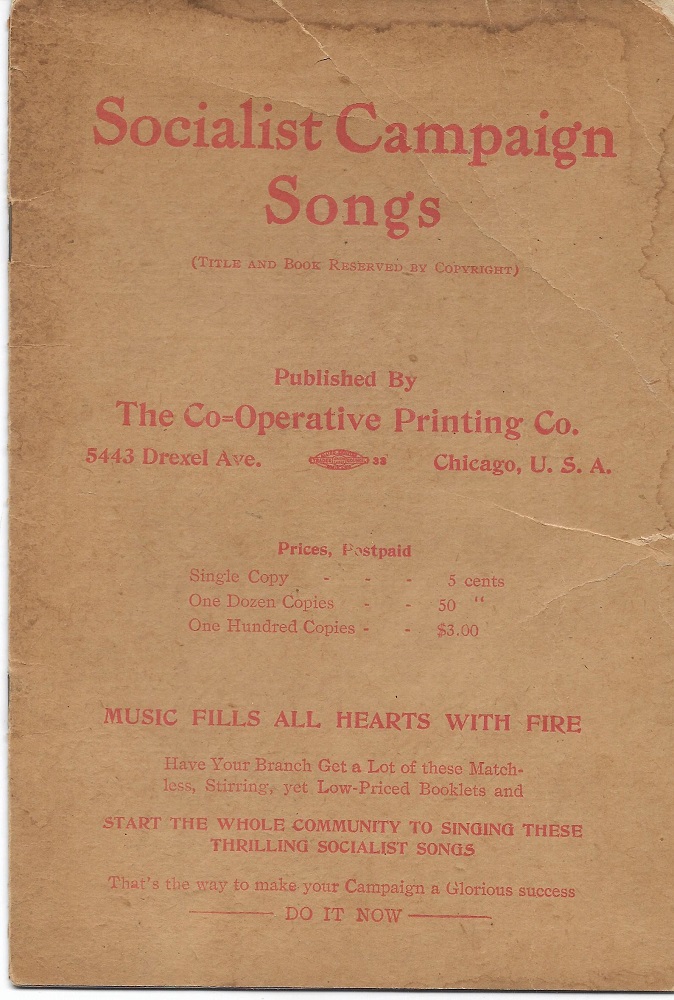 Socialist Campaign
Songs
(Title and Book Reserved by Copyright)
Published By
The Co=Operative Printing Co.
5443 Drexel Ave. 38 Chicago, U. S. A.
Prices, Postpaid
Single Copy - - - 5 cents
One Dozen Copies - - 50 "
One Hundred Copies - - $3.00
MUSIC FILLS ALL HEARTS WITH FIRE
Have Your Branch Get a Lot of these Match-
less, Stirring, yet Low-Priced Booklets and
START THE WHOLE COMMUNITY TO SINGING THESE
THRILLING SOCIALIST SONGS
That's the way to make your Campaign a Glorious success
DO IT NOW